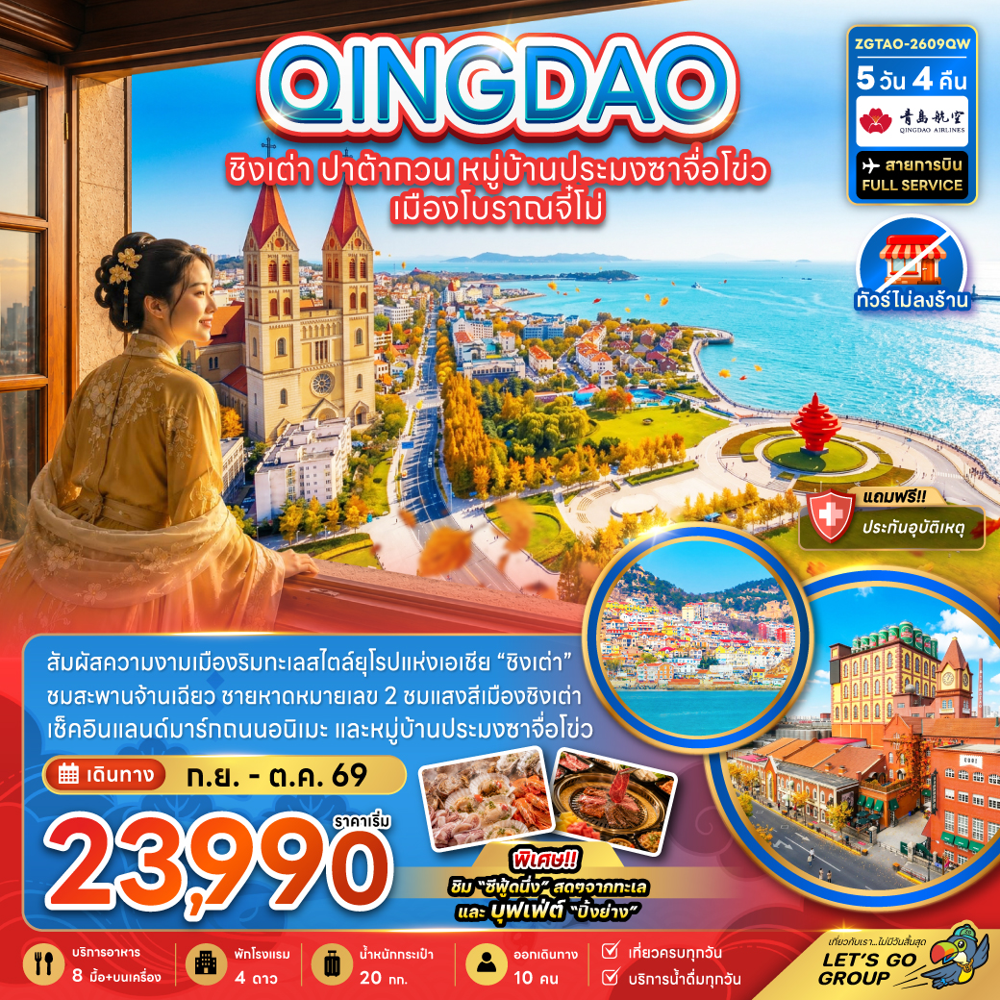 QINGDAO
ชิงเต่า ปาต้ากวน หมู่บ้านประมงซาจื่อโข่ว
เมืองโบราณจี๋โม่
ZGTAO-2609QW
5 วัน 4 คืน
青島航空
QINGDAO AIRLINES
สายการบิน
FULL SERVICE
ทัวร์ไม่ลงร้าน
แถมฟรี!!
ประกันอุบัติเหตุ
สัมผัสความงามเมืองริมทะเลสไตล์ยุโรปแห่งเอเชีย “ชิงเต่า”
ชมสะพานจ้านเฉียว ชายหาดหมายเลข 2 ชมแสงสีเมืองชิงเต่า
เช็คอินแลนด์มาร์กถนนอนิเมะ และหมู่บ้านประมงซาจื่อโข่ว
เดินทาง ก.ย. - ต.ค. 69
ราคาเริ่ม
23,990
พิเศษ!!
ชิม “ซีฟู้ดนึ่ง” สดๆจากทะเล
และ บุฟเฟ่ต์ “ปิ้งย่าง”
บริการอาหาร
8 มื้อ+บนเครื่อง
พักโรงแรม
4 ดาว
น้ำหนักกระเป๋า
20 กก.
ออกเดินทาง
10 คน
เที่ยวครบทุกวัน
บริการน้ำดื่มทุกวัน
เที่ยวกับเรา...ไม่มีวันสิ้นสุด
LET'S GO
GROUP